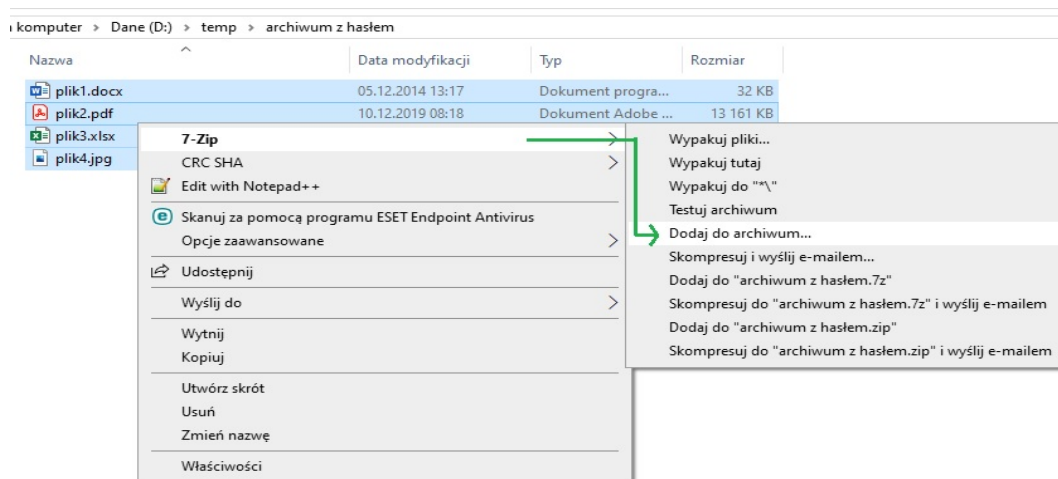 komputer > Dane (D:) > temp > archiwum z hasłem
Nazwa Data modyfikacji Typ Rozmiar
plik1.docx 05.12.2014 13:17 Dokument progra... 32 KB
plik2.pdf 10.12.2019 08:18 Dokument Adobe ... 13 161 KB
plik3.xlsx
plik4.jpg
7-Zip
CRC SHA
Edit with Notepad++
Skanuj za pomocą programu ESET Endpoint Antivirus
Opcje zaawansowane
Udostępnij
Wyślij do
Wytnij
Kopiuj
Utwórz skrót
Usuń
Zmień nazwę
Właściwości
Wypakuj pliki...
Wypakuj tutaj
Wypakuj do "*\"
Testuj archiwum
Dodaj do archiwum...
Skompresuj i wyślij e-mailem...
Dodaj do "archiwum z hasłem.7z"
Skompresuj do "archiwum z hasłem.7z" i wyślij e-mailem
Dodaj do "archiwum z hasłem.zip"
Skompresuj do "archiwum z hasłem.zip" i wyślij e-mailem